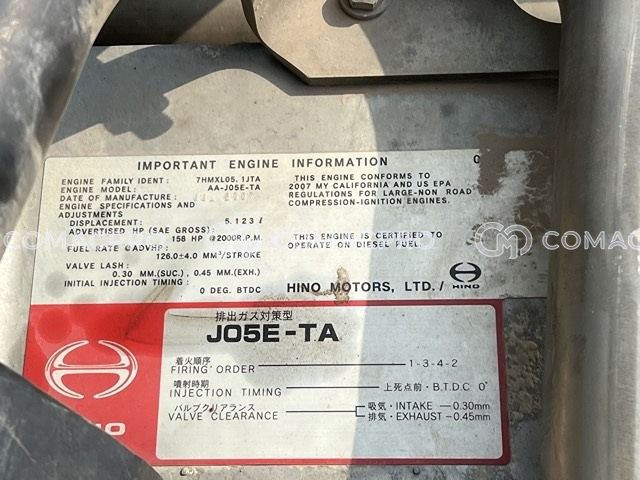 IMPORTANT ENGINE INFORMATION
ENGINE FAMILY IDENT: 7HMXL05.1JTA
ENGINE MODEL: AA-J05E-TA
DATE OF MANUFACTURE:
ENGINE SPECIFICATIONS AND
ADJUSTMENTS
DISPLACEMENT: 5.123 ℓ
ADVERTISED HP (SAE GROSS):
158 HP @2000R.P.M.
FUEL RATE @ADVHP:
126.0±4.0 MM³/STROKE
VALVE LASH:
0.30 MM.(SUC.), 0.45 MM.(EXH.)
INITIAL INJECTION TIMING:
0 DEG. BTDC
THIS ENGINE CONFORMS TO
2007 MY CALIFORNIA AND US EPA
REGULATIONS FOR LARGE-NON ROAD
COMPRESSION-IGNITION ENGINES.
THIS ENGINE IS CERTIFIED TO
OPERATE ON DIESEL FUEL.
HINO MOTORS, LTD./ HINO
排出ガス対策型
J05E-TA
着火順序
FIRING ORDER 1-3-4-2
噴射時期
INJECTION TIMING 上死点前・B.T.D.C 0°
バルブクリアランス
VALVE CLEARANCE
吸気・INTAKE -0.30mm
排気・EXHAUST-0.45mm
COMAC